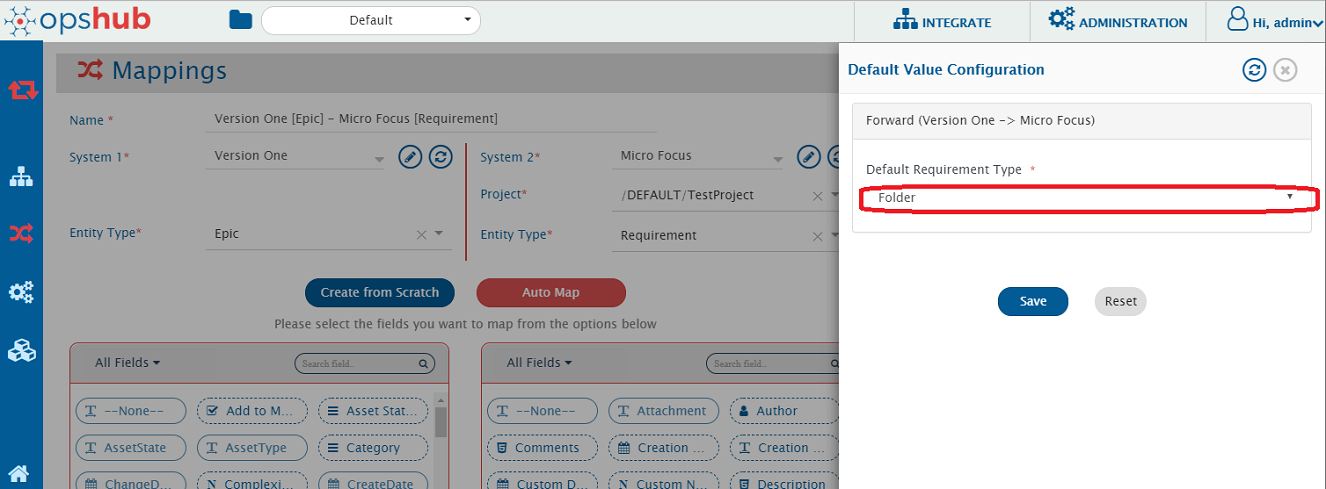 opshub
Default
INTEGRATE
ADMINISTRATION
Hi, admin
Mappings
Name *
Version One [Epic] - Micro Focus [Requirement]
System 1*
Version One
System 2*
Micro Focus
Project*
/DEFAULT/TestProject
Entity Type*
Epic
Entity Type*
Requirement
Create from Scratch
Auto Map
Please select the fields you want to map from the options below
All Fields
Search field..
--None--
Add to M...
Asset Stat...
AssetState
AssetType
Category
ChangeD...
Complexi...
CreateDate
All Fields
Search field..
--None--
Attachment
Author
Comments
Creation ...
Creation ...
Custom D...
Custom N...
Description
Default Value Configuration
Forward (Version One -> Micro Focus)
Default Requirement Type *
Folder
Save
Reset